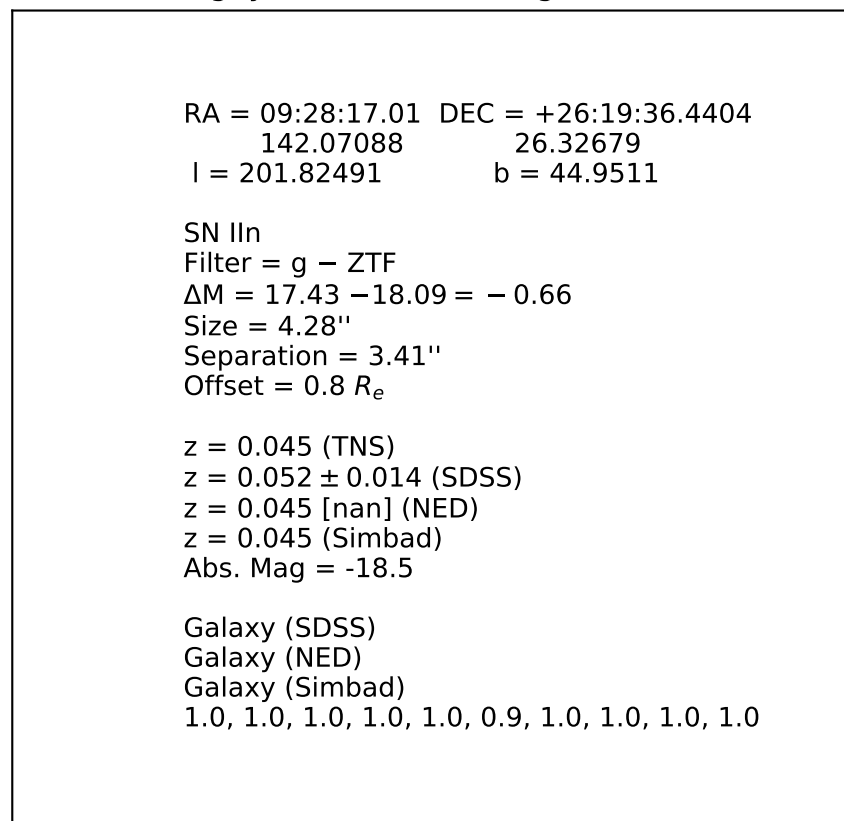 RA = 09:28:17.01 DEC = +26:19:36.4404
142.07088 26.32679
l = 201.82491 b = 44.9511
SN IIn
Filter = g − ZTF
ΔM = 17.43 −18.09 = − 0.66
Size = 4.28''
Separation = 3.41''
Offset = 0.8 Re
z = 0.045 (TNS)
z = 0.052 ± 0.014 (SDSS)
z = 0.045 [nan] (NED)
z = 0.045 (Simbad)
Abs. Mag = -18.5
Galaxy (SDSS)
Galaxy (NED)
Galaxy (Simbad)
1.0, 1.0, 1.0, 1.0, 1.0, 0.9, 1.0, 1.0, 1.0, 1.0